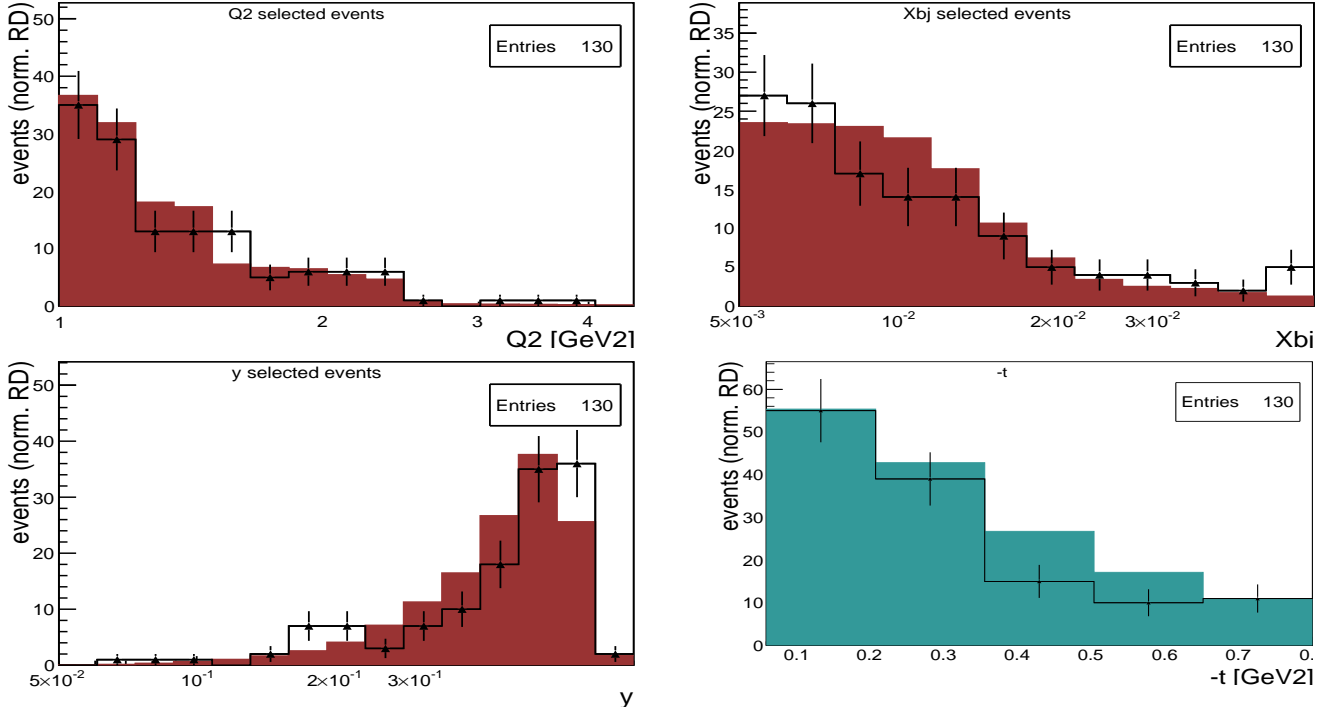 Q2 selected events
Entries 130
events (norm. RD)
50
40
30
20
10
0
1
2
3
4
Q2 [GeV2]
Xbj selected events
Entries 130
events (norm. RD)
35
30
25
20
15
10
5
0
5×10⁻³
10⁻²
2×10⁻²
3×10⁻²
Xbj
y selected events
Entries 130
events (norm. RD)
50
40
30
20
10
0
5×10⁻²
10⁻¹
2×10⁻¹
3×10⁻¹
y
-t
Entries 130
events (norm. RD)
60
50
40
30
20
10
0
0.1
0.2
0.3
0.4
0.5
0.6
0.7
0.
-t [GeV2]